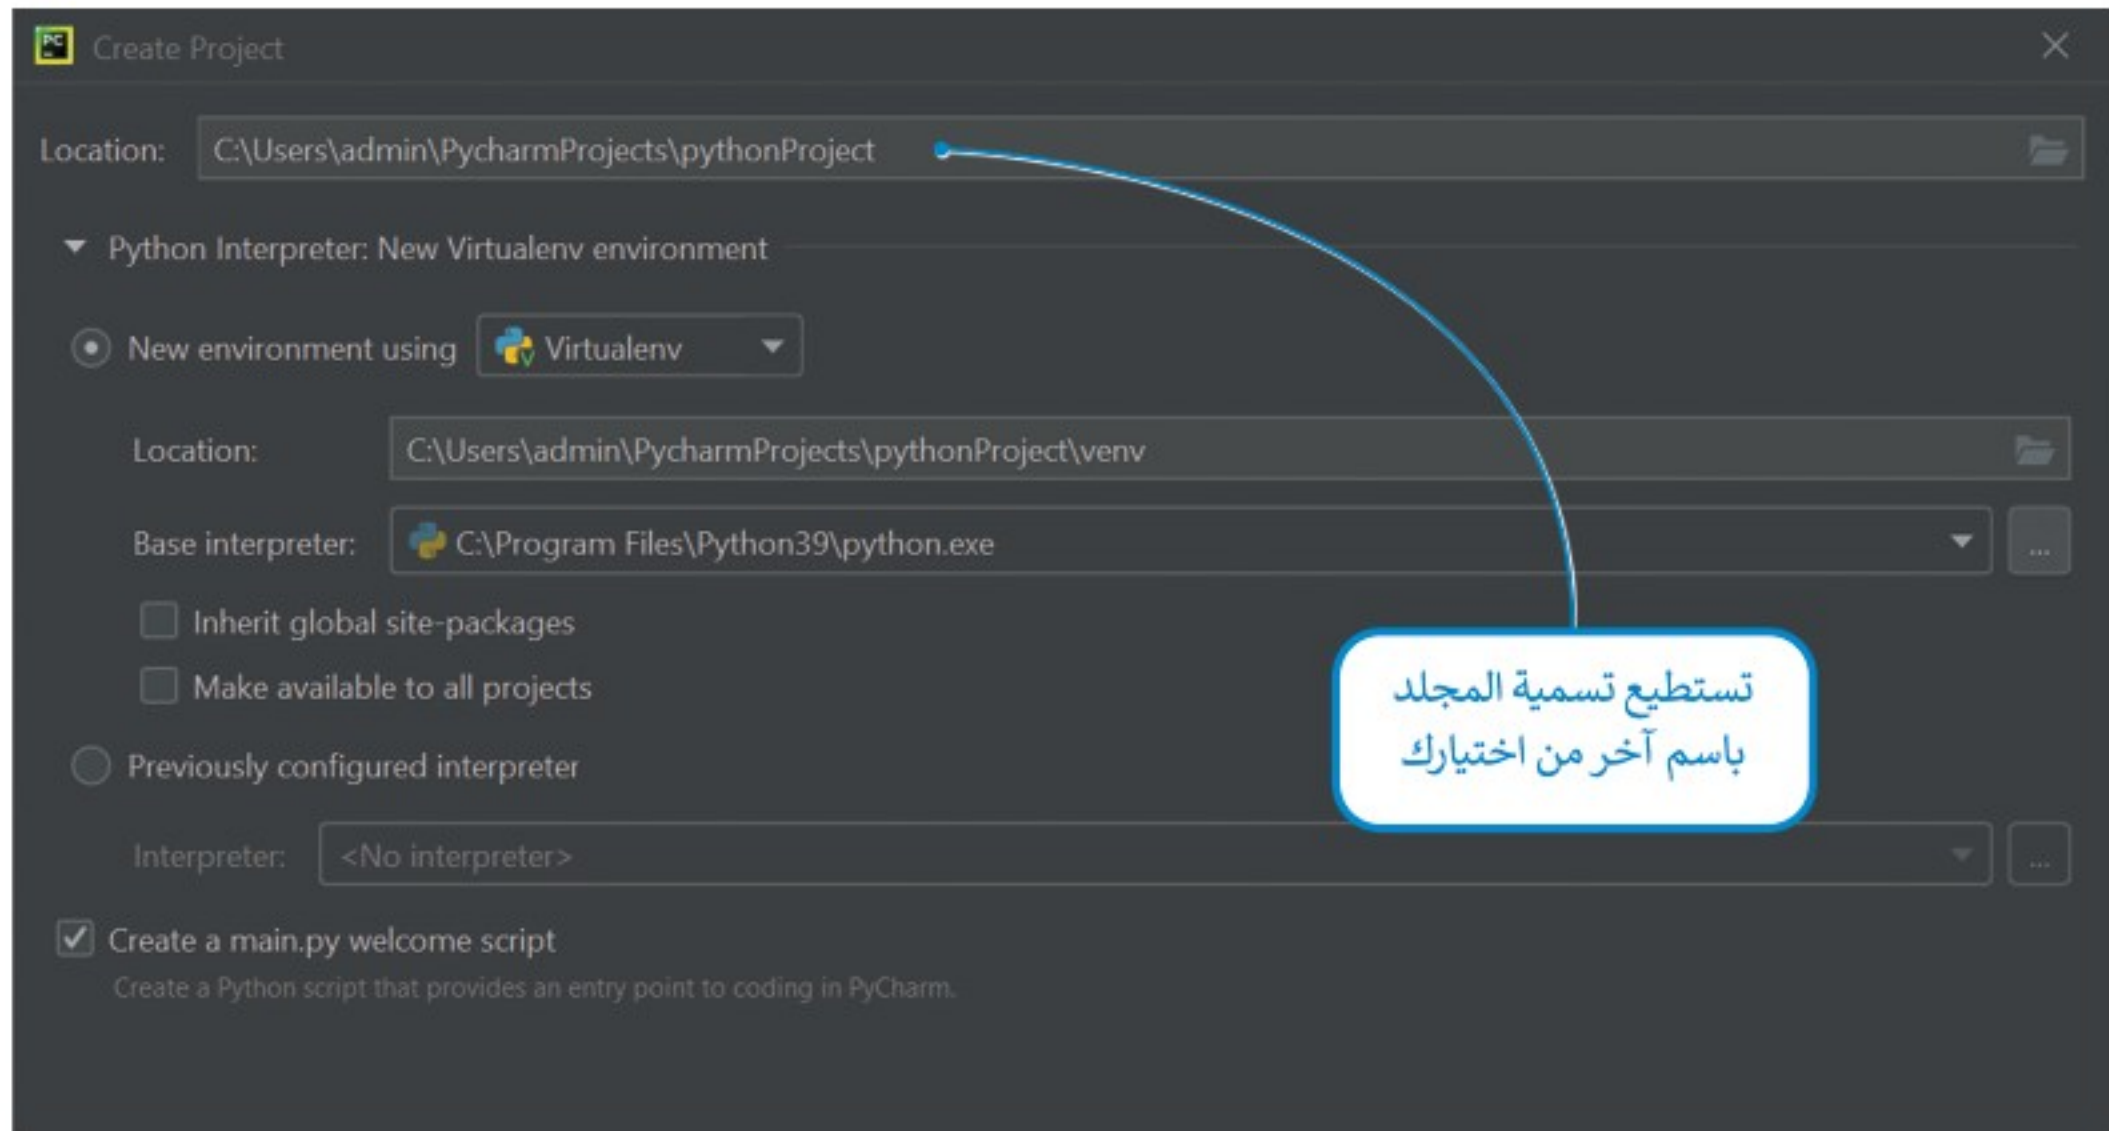 PC
Create Project
Location: C:\Users\admin\PycharmProjects\pythonProject
Python Interpreter: New Virtualenv environment
New environment using Virtualenv
Location: C:\Users\admin\PycharmProjects\pythonProject\venv
Base interpreter: C:\Program Files\Python39\python.exe ...
Inherit global site-packages
Make available to all projects
تستطيع تسمية المجلد
باسم آخر من اختيارك
Previously configured interpreter
Interpreter: <No interpreter> ...
Create a main.py welcome script
Create a Python script that provides an entry point to coding in PyCharm.